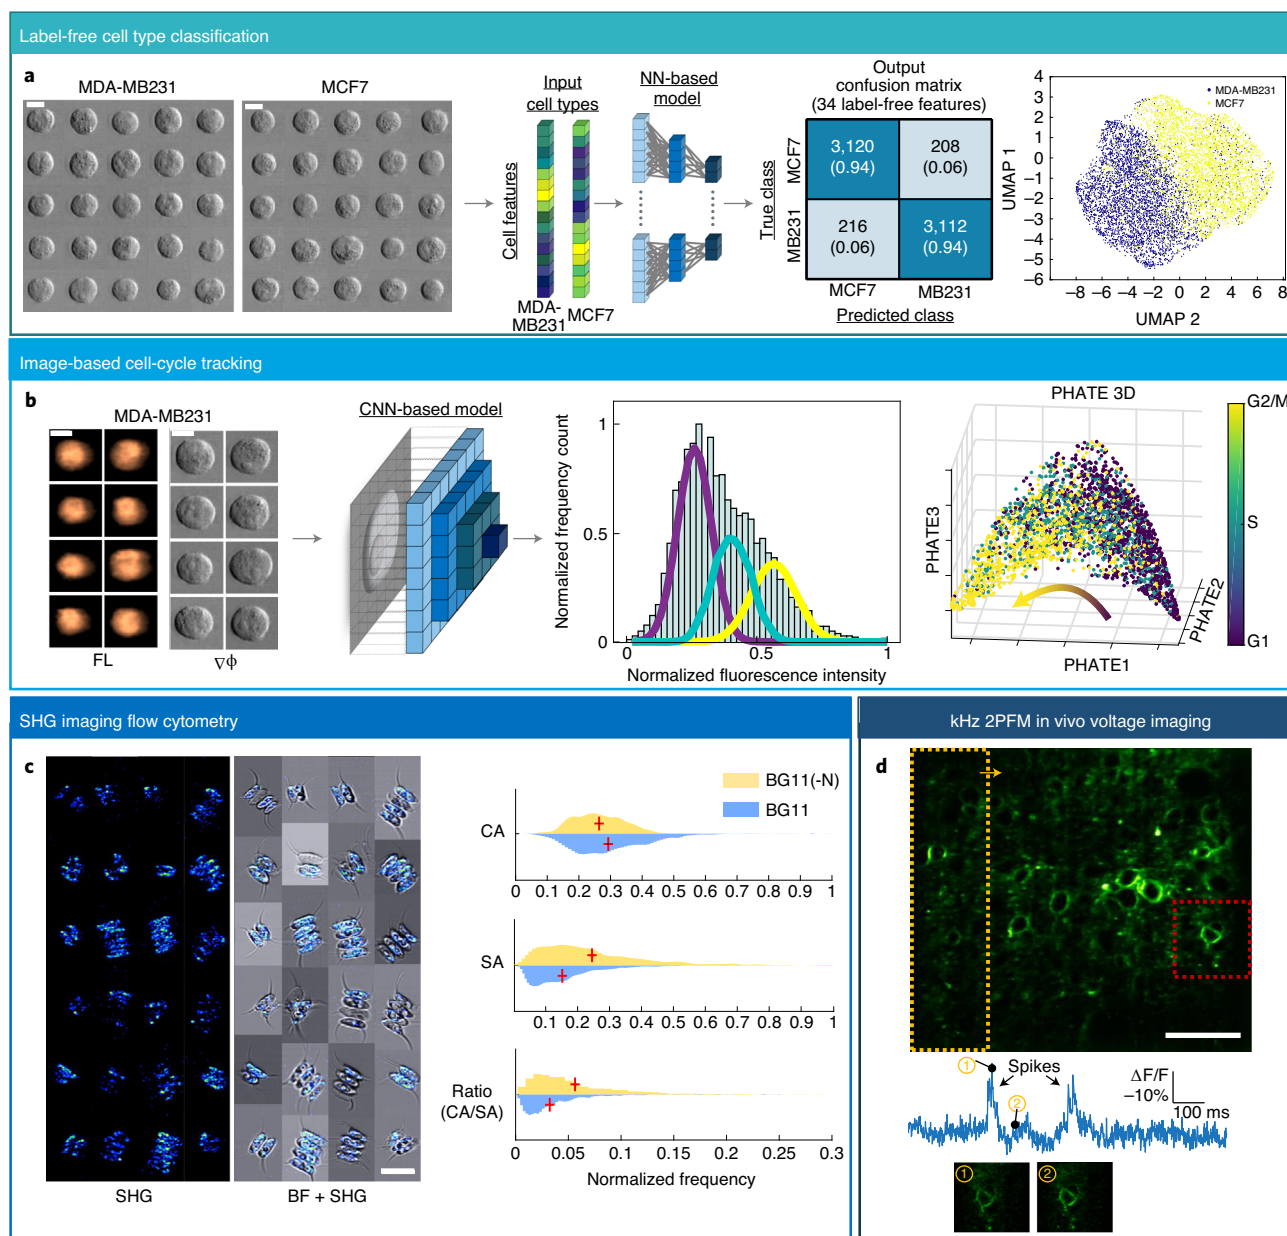 Label-free cell type classification
a
MDA-MB231
MCF7
Input
cell types
Cell features
MDA-
MB231
MCF7
NN-based
model
Output
confusion matrix
(34 label-free features)
True class
MCF7
MB231
3,120
(0.94)
208
(0.06)
216
(0.06)
3,112
(0.94)
MCF7
MB231
Predicted class
UMAP 1
4
3
2
1
0
−1
−2
−3
−4
−5
−6
MDA-MB231
MCF7
−8 −6 −4 −2 0 2 4 6 8
UMAP 2
Image-based cell-cycle tracking
b
MDA-MB231
FL
∇Φ
CNN-based model
Normalized frequency count
1
0.5
0
0 0.5 1
Normalized fluorescence intensity
PHATE 3D
PHATE3
PHATE1
PHATE2
G2/M
S
G1
SHG imaging flow cytometry
c
SHG
BF + SHG
BG11(-N)
BG11
CA
0 0.1 0.2 0.3 0.4 0.5 0.6 0.7 0.8 0.9 1
SA
0.1 0.2 0.3 0.4 0.5 0.6 0.7 0.8 0.9 1
Ratio
(CA/SA)
0 0.05 0.1 0.15 0.2 0.25 0.3
Normalized frequency
kHz 2PFM in vivo voltage imaging
d
1
Spikes
2
ΔF/F
−10%
100 ms
1
2